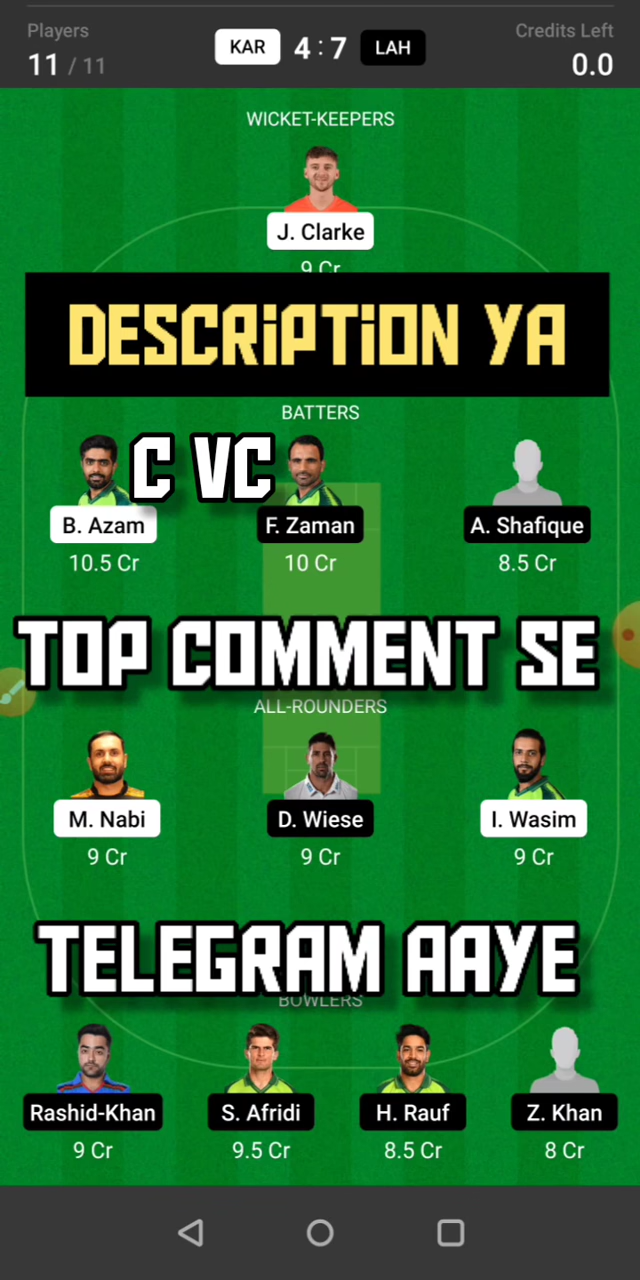 Players
Credits Left
KAR 4 : 7 LAH
11 / 11
0.0
WICKET-KEEPERS
J. Clarke
9 Cr
DESCRIPTION YA
BATTERS
C VC
B. Azam F. Zaman A. Shafique
10.5 Cr 10 Cr 8.5 Cr
TOP COMMENT SE
ALL-ROUNDERS
M. Nabi D. Wiese I. Wasim
9 Cr 9 Cr 9 Cr
TELEGRAM AAYE
BOWLERS
Rashid-Khan S. Afridi H. Rauf Z. Khan
9 Cr 9.5 Cr 8.5 Cr 8 Cr